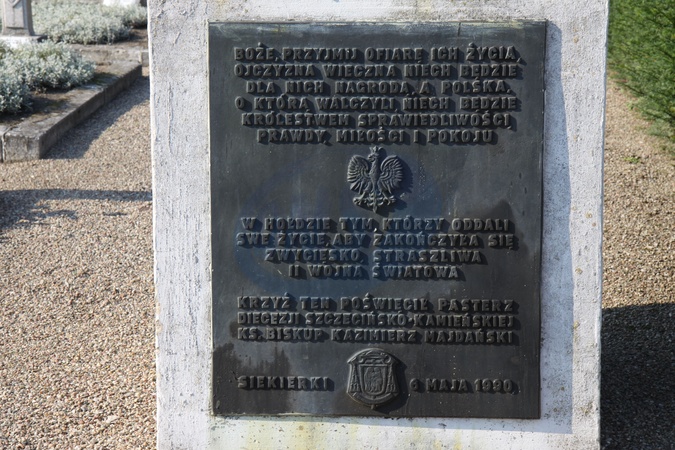 BOŻE, PRZYJMIJ OFIARĘ ICH ŻYCIA,
OJCZYZNA WIECZNA NIECH BĘDZIE
DLA NICH NAGRODĄ, A POLSKA,
O KTÓRĄ WALCZYLI NIECH BĘDZIE
KRÓLESTWEM SPRAWIEDLIWOŚCI,
PRAWDY, MIŁOŚCI I POKOJU
W HOŁDZIE TYM, KTÓRZY ODDALI
SWE ŻYCIE, ABY ZAKOŃCZYŁA SIĘ
ZWYCIĘSKO, STRASZLIWA
II WOJNA ŚWIATOWA
KRZYŻ TEN POŚWIĘCIŁ PASTERZ
DIECEZJI SZCZECIŃSKO-KAMIEŃSKIEJ
KS. BISKUP KAZIMIERZ MAJDAŃSKI
SIEKIERKI 6 MAJA 1990,